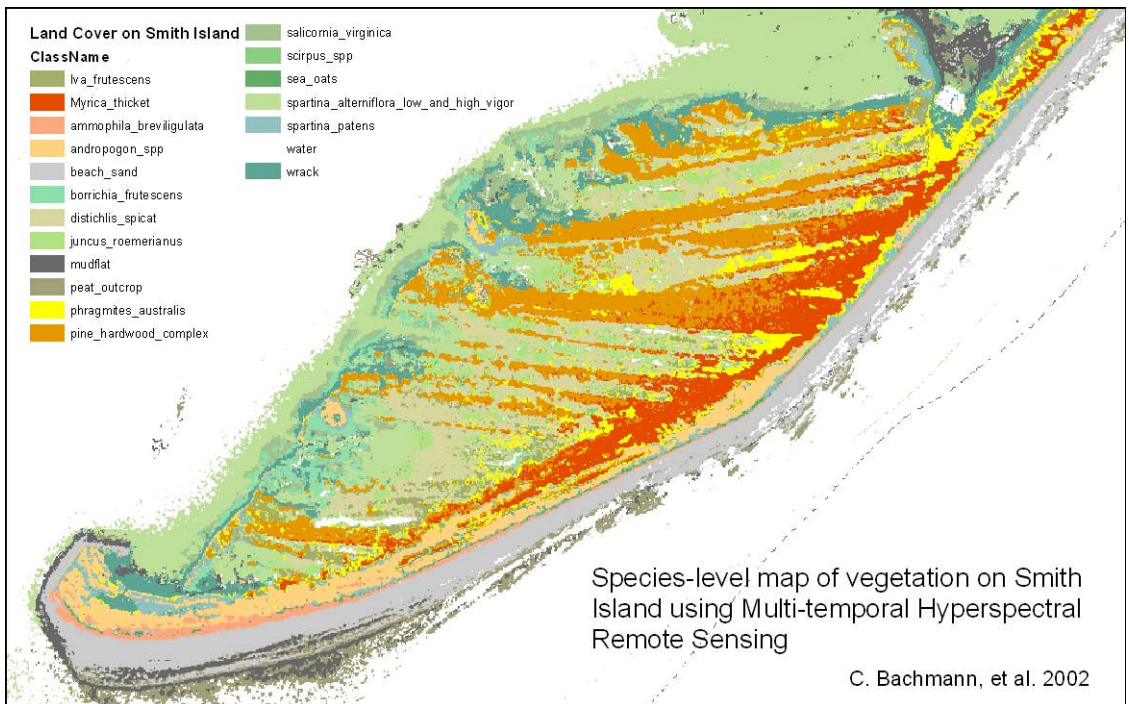 Land Cover on Smith Island
ClassName
Iva_frutescens
Myrica_thicket
ammophila_breviligulata
andropogon_spp
beach_sand
borrichia_frutescens
distichlis_spicat
juncus_roemerianus
mudflat
peat_outcrop
phragmites_australis
pine_hardwood_complex
salicornia_virginica
scirpus_spp
sea_oats
spartina_alterniflora_low_and_high_vigor
spartina_patens
water
wrack
Species-level map of vegetation on Smith
Island using Multi-temporal Hyperspectral
Remote Sensing
C. Bachmann, et al. 2002